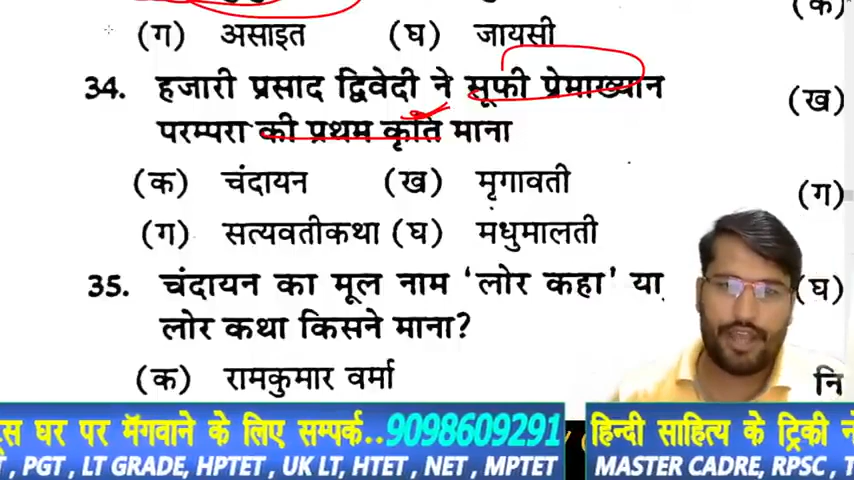 (ग) असाइत (घ) जायसी
(क)
34. हजारी प्रसाद द्विवेदी ने सूफी प्रेमाख्यान
परम्परा की प्रथम कृति माना
(ख)
(क) चंदायन (ख) मृगावती
(ग)
(ग) सत्यवतीकथा (घ) मधुमालती
35. चंदायन का मूल नाम 'लोर कहा' या
(घ)
लोर कथा किसने माना?
(क) रामकुमार वर्मा
नि
घर पर मॅगवाने के लिए सम्पर्क..9098609291
हिन्दी साहित्य के ट्रिकी
, PGT , LT GRADE, HPTET , UK LT, HTET , NET , MPTET
MASTER CADRE, RPSC,